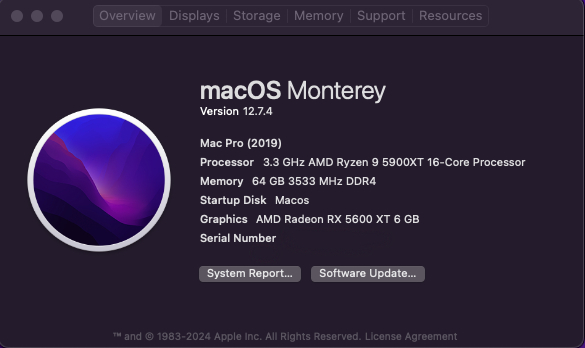 Overview Displays Storage Memory Support Resources
macOS Monterey
Version 12.7.4
Mac Pro (2019)
Processor 3.3 GHz AMD Ryzen 9 5900XT 16-Core Processor
Memory 64 GB 3533 MHz DDR4
Startup Disk Macos
Graphics AMD Radeon RX 5600 XT 6 GB
Serial Number
System Report... Software Update...
™ and © 1983-2024 Apple Inc. All Rights Reserved. License Agreement